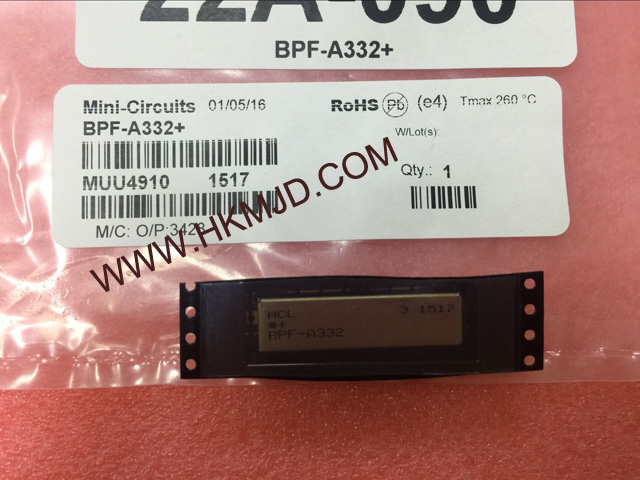 BPF-A332+
Mini-Circuits 01/05/16 RoHS Pb (e4) Tmax 260 °C
BPF-A332+
W/Lot(s):
MUU4910 1517 Qty.: 1
M/C: O/P:3428
WWW.HKMJD.COM
MCL 3 1517
+
BPF-A332